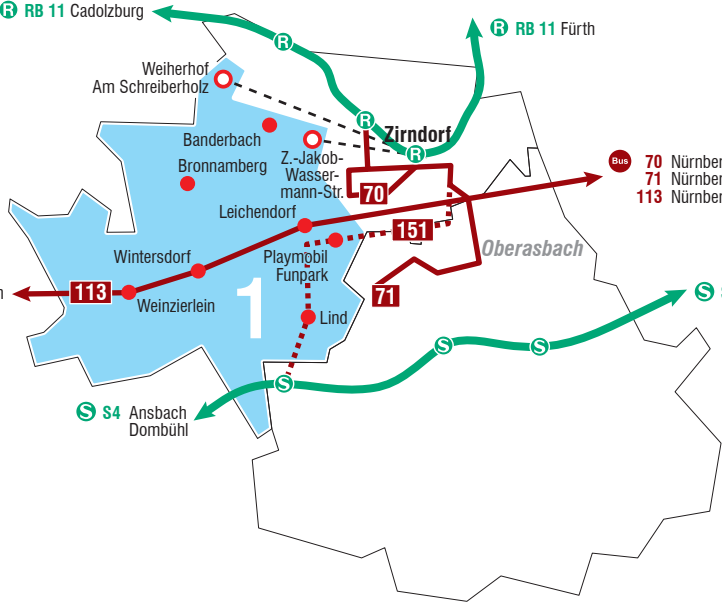 R RB 11 Cadolzburg
R RB 11 Fürth
R
Weiherhof
Am Schreiberholz
R
Zirndorf
R
Banderbach
Z.-Jakob-
Wasser-
mann-Str.
Bronnamberg
70
Bus 70 Nürnber
71 Nürnber
113 Nürnber
Leichendorf
151
Oberasbach
Wintersdorf
Playmobil
Funpark
113
Weinzierlein
1
71
Lind
S
S
S
S
S S4 Ansbach
Dombühl